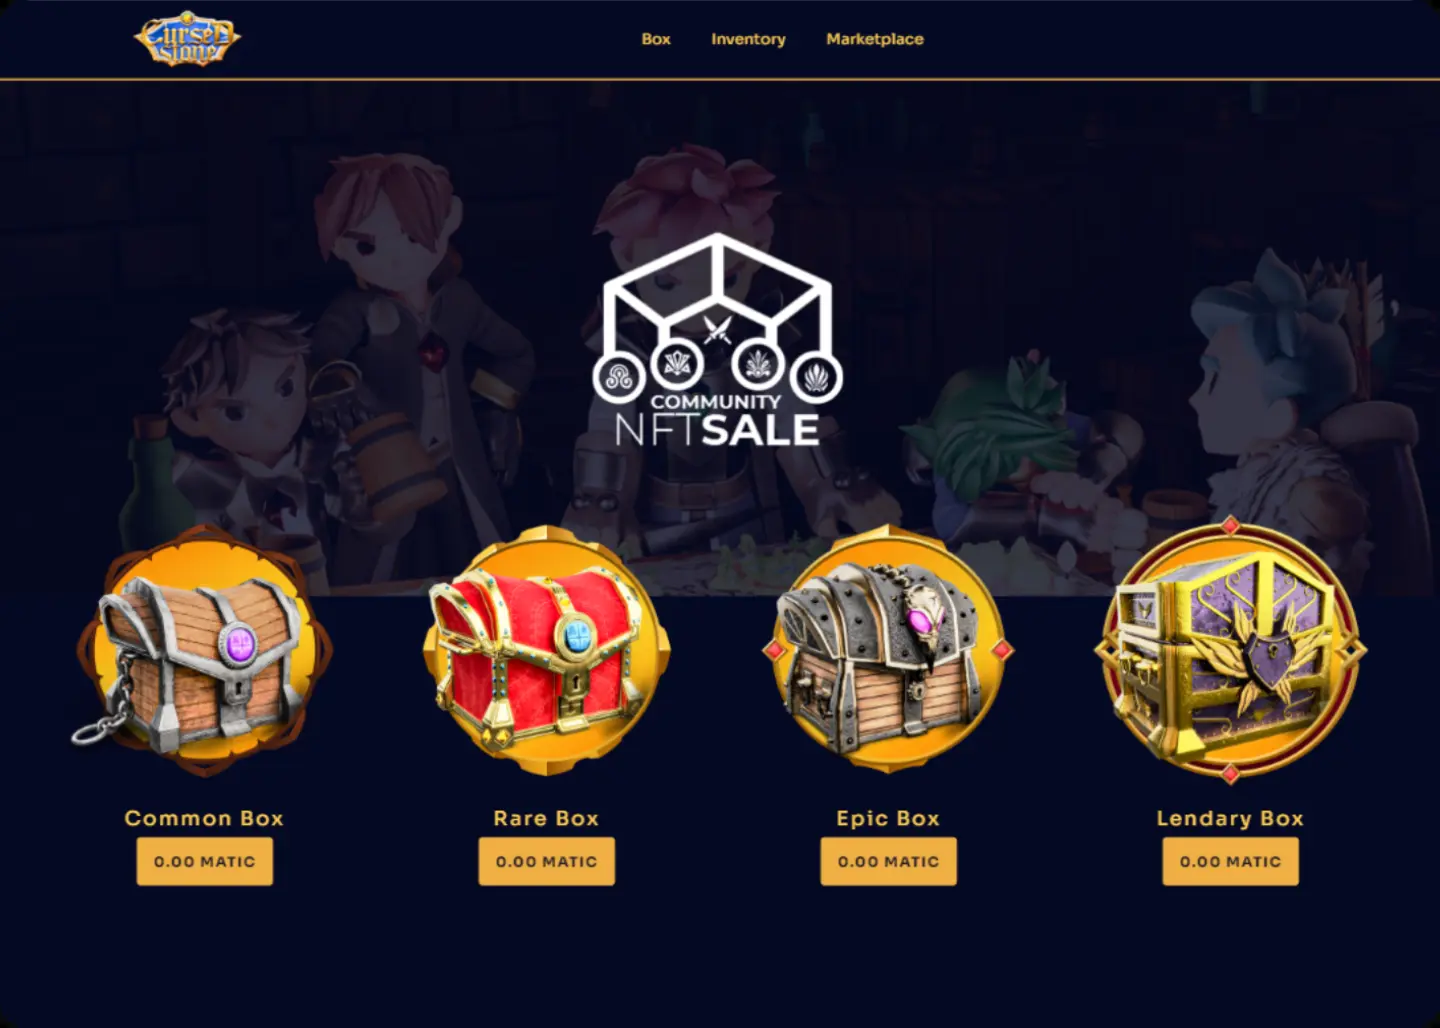 Cursed
Stone
Box
Inventory
Marketplace
COMMUNITY
NFTSALE
Common Box
Rare Box
Epic Box
Lendary Box
0.00 MATIC
0.00 MATIC
0.00 MATIC
0.00 MATIC